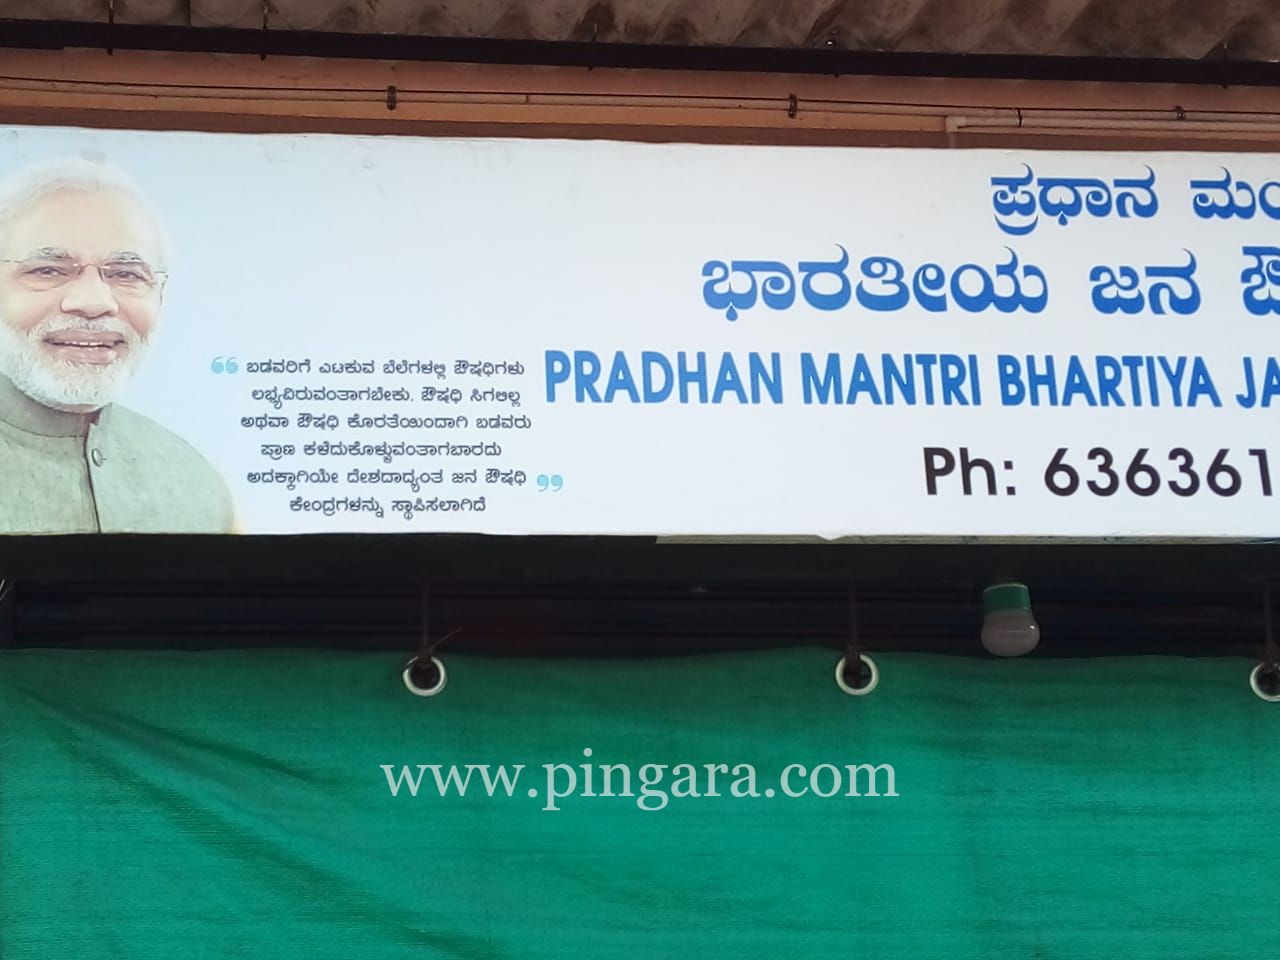 ಪ್ರಧಾನ
ಭಾರತೀಯ ಜನ
PRADHAN MANTRI BHARTIYA JA
Ph: 636361
“ ಬಡವರಿಗೆ ಎಟಕುವ ಬೆಲೆಗಳಲ್ಲಿ ಔಷಧಿಗಳು
ಲಭ್ಯವಿರುವಂತಾಗಬೇಕು. ಔಷಧಿ ಸಿಗಲಿಲ್ಲ
ಅಥವಾ ಔಷಧಿ ಕೊರತೆಯಿಂದಾಗಿ ಬಡವರು
ಪ್ರಾಣ ಕಳೆದುಕೊಳ್ಳುವಂತಾಗಬಾರದು
ಅದಕ್ಕಾಗಿಯೇ ದೇಶದಾದ್ಯಂತ ಜನ ಔಷಧಿ ”
ಕೇಂದ್ರಗಳನ್ನು ಸ್ಥಾಪಿಸಲಾಗಿದೆ
www.pingara.com